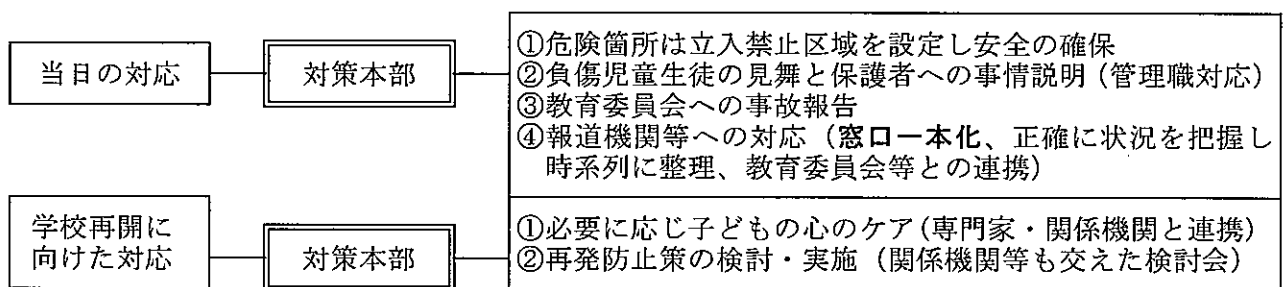 当日の対応
対策本部
①危険箇所は立入禁止区域を設定し安全の確保
②負傷児童生徒の見舞と保護者への事情説明(管理職対応)
③教育委員会への事故報告
④報道機関等への対応(窓口一本化、正確に状況を把握し
時系列に整理、教育委員会等との連携)
学校再開に
向けた対応
対策本部
①必要に応じ子どもの心のケア(専門家・関係機関と連携)
②再発防止策の検討・実施(関係機関等も交えた検討会)